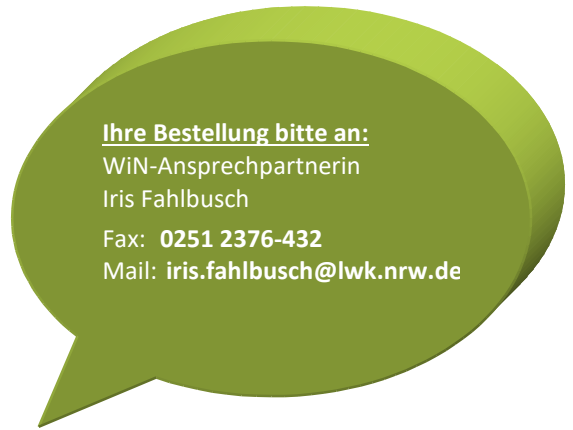 Ihre Bestellung bitte an:
WiN-Ansprechpartnerin
Iris Fahlbusch
Fax: 0251 2376-432
Mail: iris.fahlbusch@lwk.nrw.de